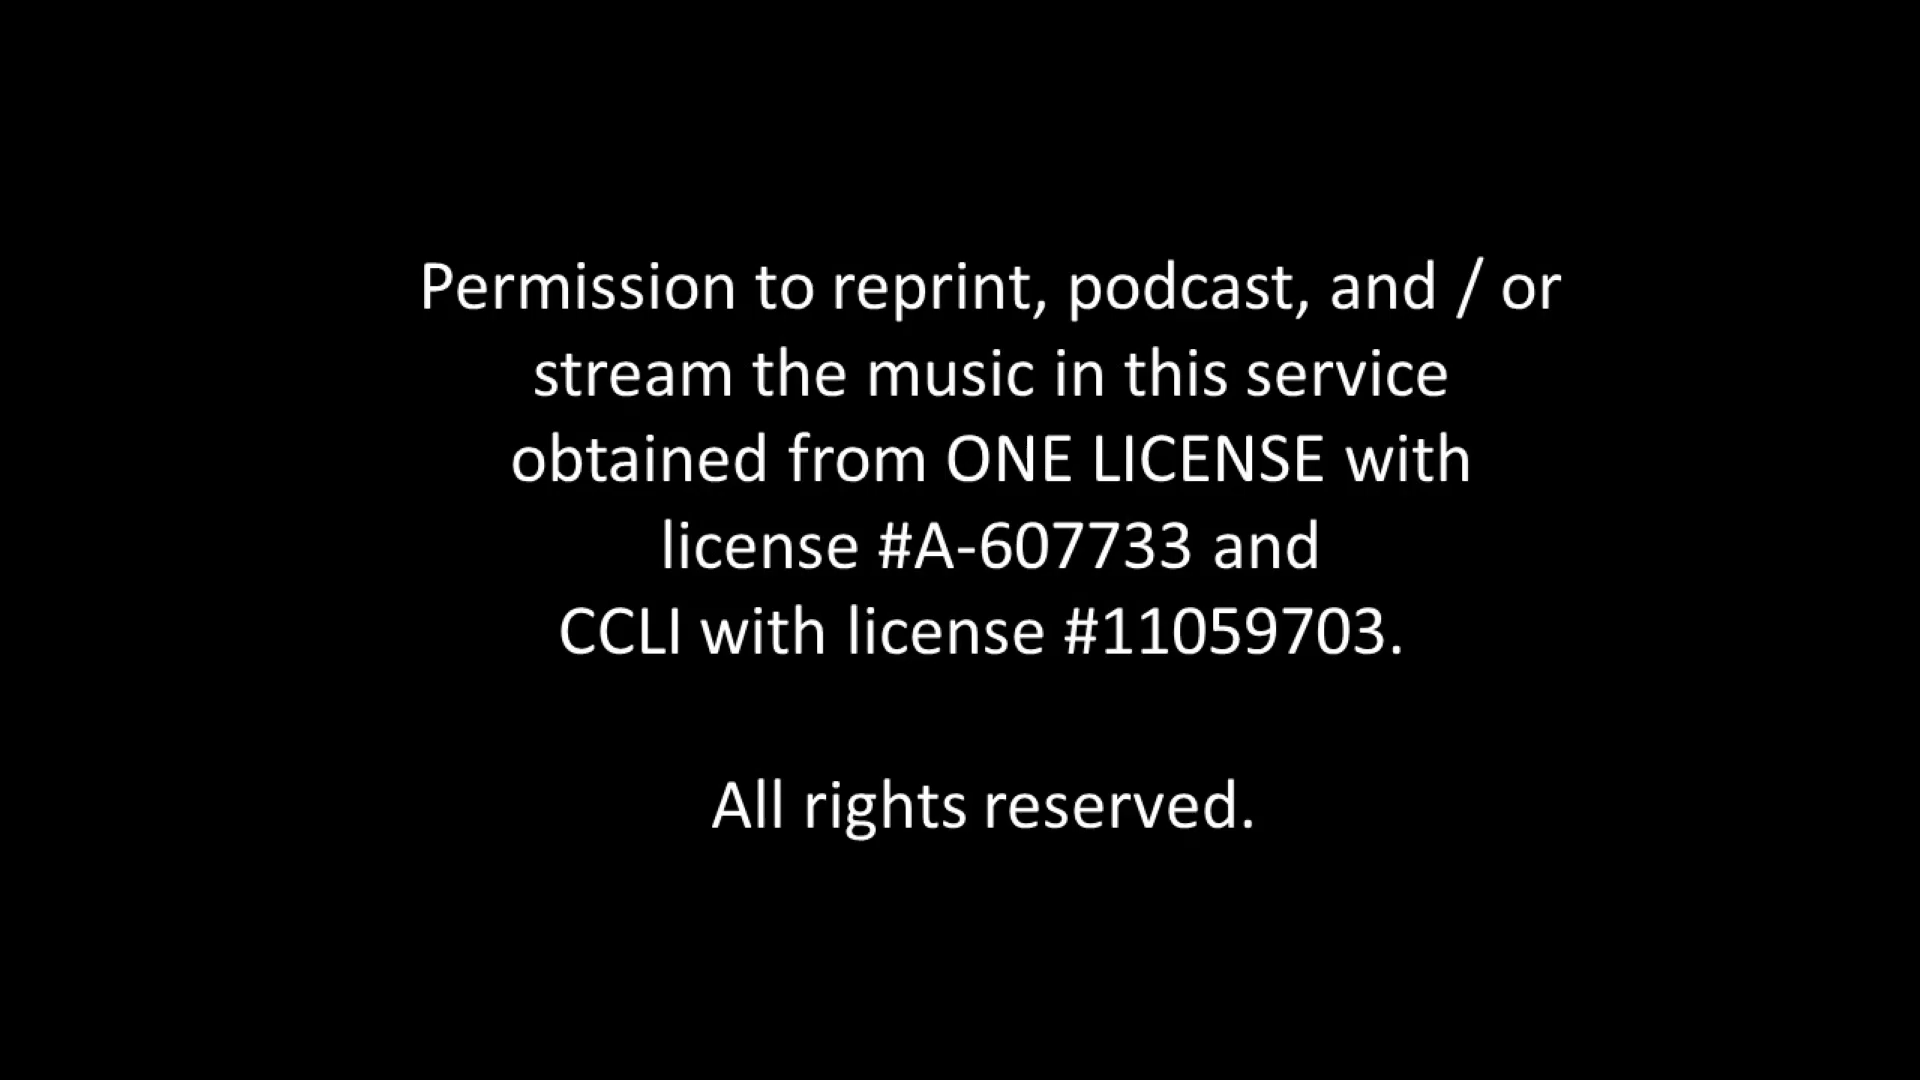 Permission to reprint, podcast, and / or
stream the music in this service
obtained from ONE LICENSE with
license #A-607733 and
CCLI with license #11059703.
All rights reserved.